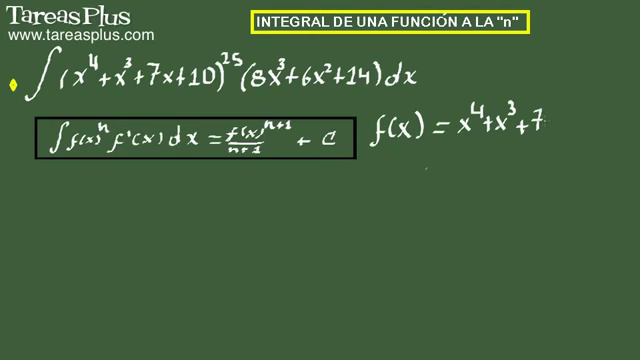 TareasPlus
www.tareasplus.com
INTEGRAL DE UNA FUNCIÓN A LA "n"
∫(x⁴+x³+7x+10)²⁵(8x³+6x²+14)dx
∫f(x)ⁿ f'(x)dx = f(x)ⁿ⁺¹/n+1 + C
f(x) = x⁴+x³+7